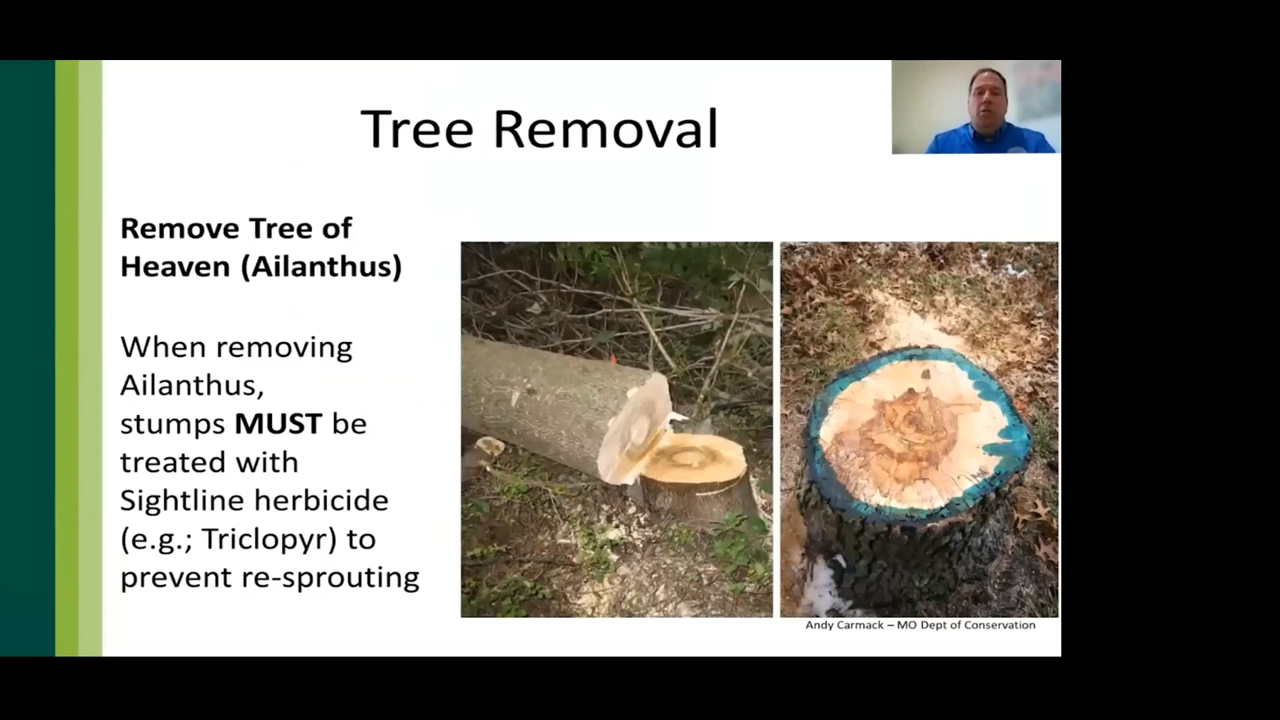 Tree Removal
Remove Tree of
Heaven (Ailanthus)
When removing
Ailanthus,
stumps MUST be
treated with
Sightline herbicide
(e.g.; Triclopyr) to
prevent re-sprouting
Andy Carmack – MO Dept of Conservation